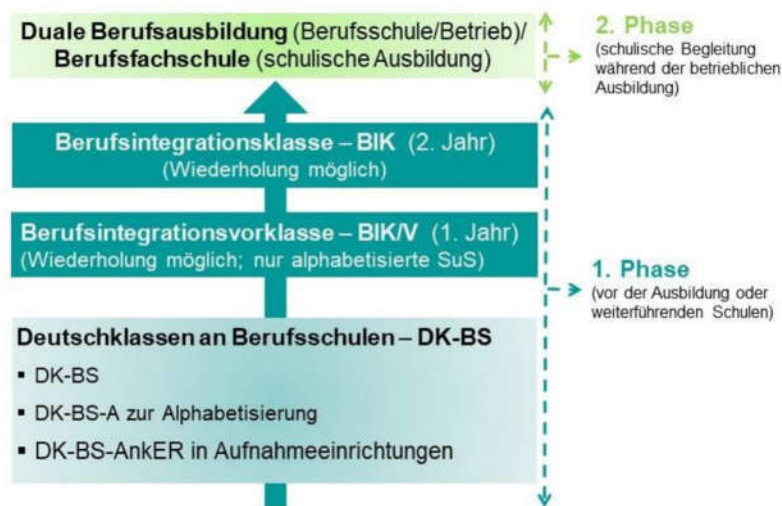 Duale Berufsausbildung (Berufsschule/Betrieb)/
Berufsfachschule (schulische Ausbildung)
2. Phase
(schulische Begleitung
während der betrieblichen
Ausbildung)
Berufsintegrationsklasse – BIK (2. Jahr)
(Wiederholung möglich)
Berufsintegrationsvorklasse – BIK/V (1. Jahr)
(Wiederholung möglich; nur alphabetisierte SuS)
1. Phase
(vor der Ausbildung oder
weiterführenden Schulen)
Deutschklassen an Berufsschulen – DK-BS
▪ DK-BS
▪ DK-BS-A zur Alphabetisierung
▪ DK-BS-AnkER in Aufnahmeeinrichtungen